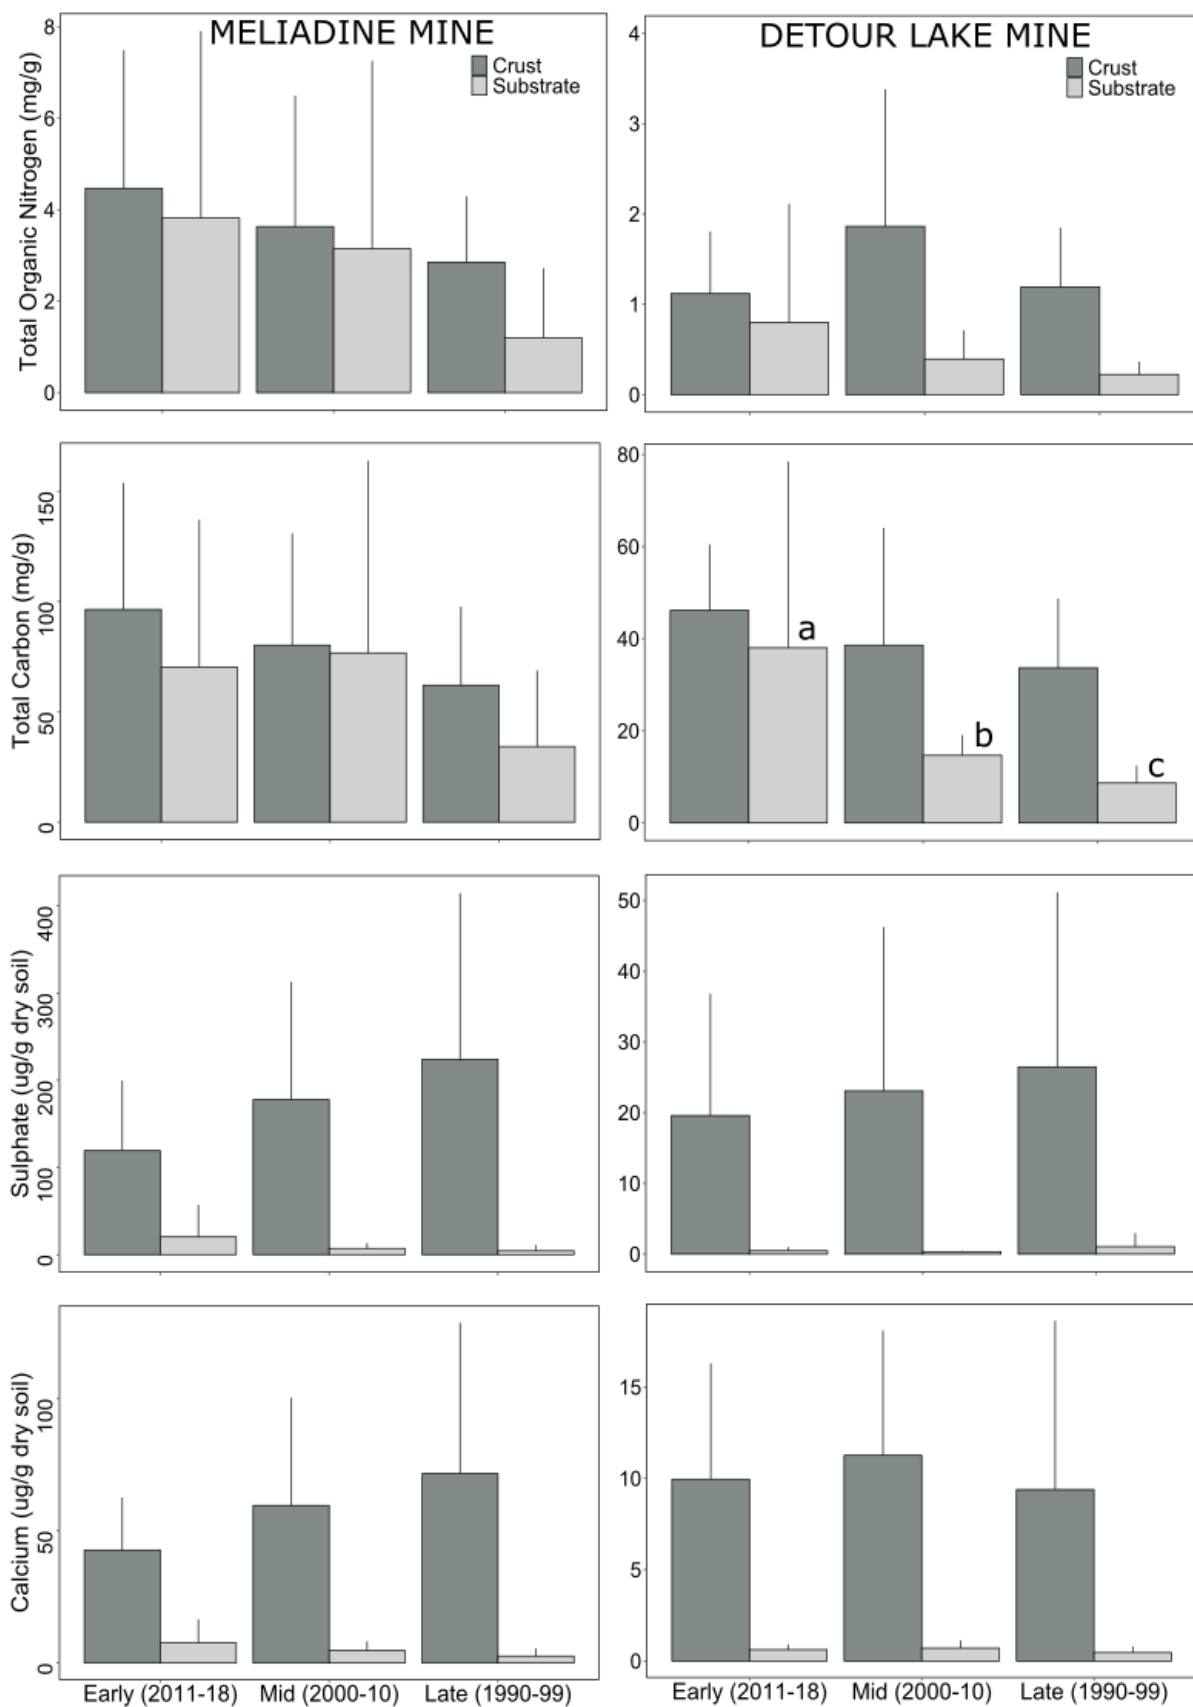 MELIADINE MINE
Crust
Substrate
Total Organic Nitrogen (mg/g)
8
6
4
2
0
DETOUR LAKE MINE
Crust
Substrate
4
3
2
1
0
Total Carbon (mg/g)
150
100
50
0
80
60
40
20
0
a
b
c
Sulphate (ug/g dry soil)
400
300
200
100
0
50
40
30
20
10
0
Calcium (ug/g dry soil)
100
50
0
15
10
5
0
Early (2011-18) Mid (2000-10) Late (1990-99)
Early (2011-18) Mid (2000-10) Late (1990-99)